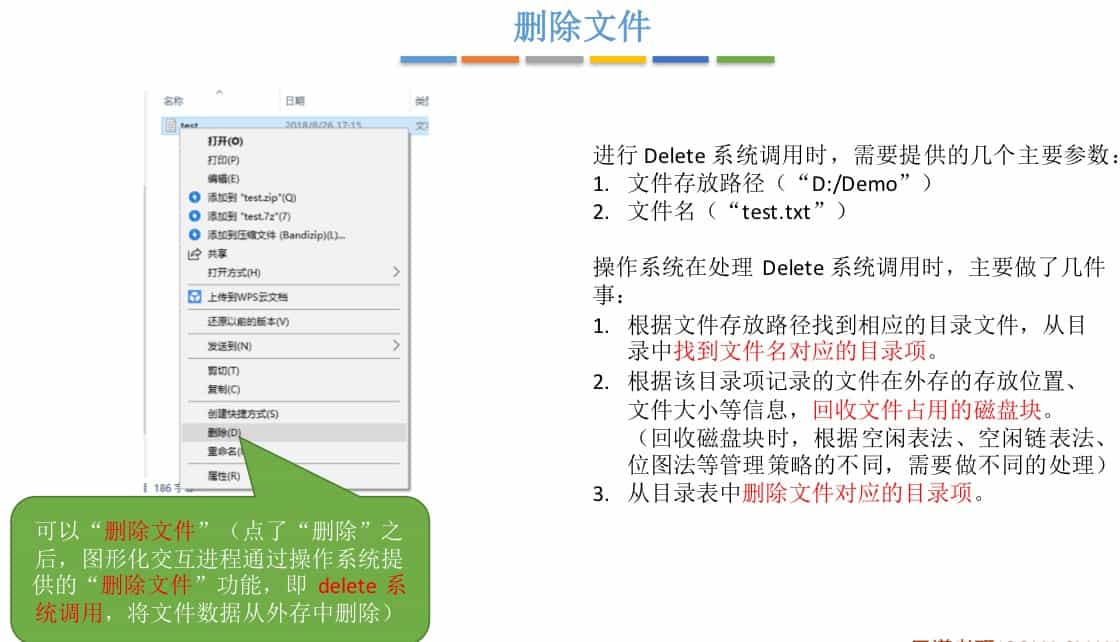 删除文件
名称
日期
test
2018/8/26 17:15
打开(O)
打印(P)
编辑(E)
添加到 "test.zip"(Q)
添加到 "test.7z"(7)
添加到压缩文件 (Bandizip)(L)...
共享
打开方式(H)
上传到WPS云文档
还原以前的版本(V)
发送到(N)
剪切(T)
复制(C)
创建快捷方式(S)
删除(D)
重命名(
属性(R)
186 字
可以“删除文件”（点了“删除”之
后，图形化交互进程通过操作系统提
供的“删除文件”功能，即 delete 系
统调用，将文件数据从外存中删除）
进行 Delete 系统调用时，需要提供的几个主要参数：
1. 文件存放路径（“D:/Demo”）
2. 文件名（“test.txt”）
操作系统在处理 Delete 系统调用时，主要做了几件
事：
1. 根据文件存放路径找到相应的目录文件，从目
录中找到文件名对应的目录项。
2. 根据该目录项记录的文件在外存的存放位置、
文件大小等信息，回收文件占用的磁盘块。
（回收磁盘块时，根据空闲表法、空闲链表法、
位图法等管理策略的不同，需要做不同的处理）
3. 从目录表中删除文件对应的目录项。